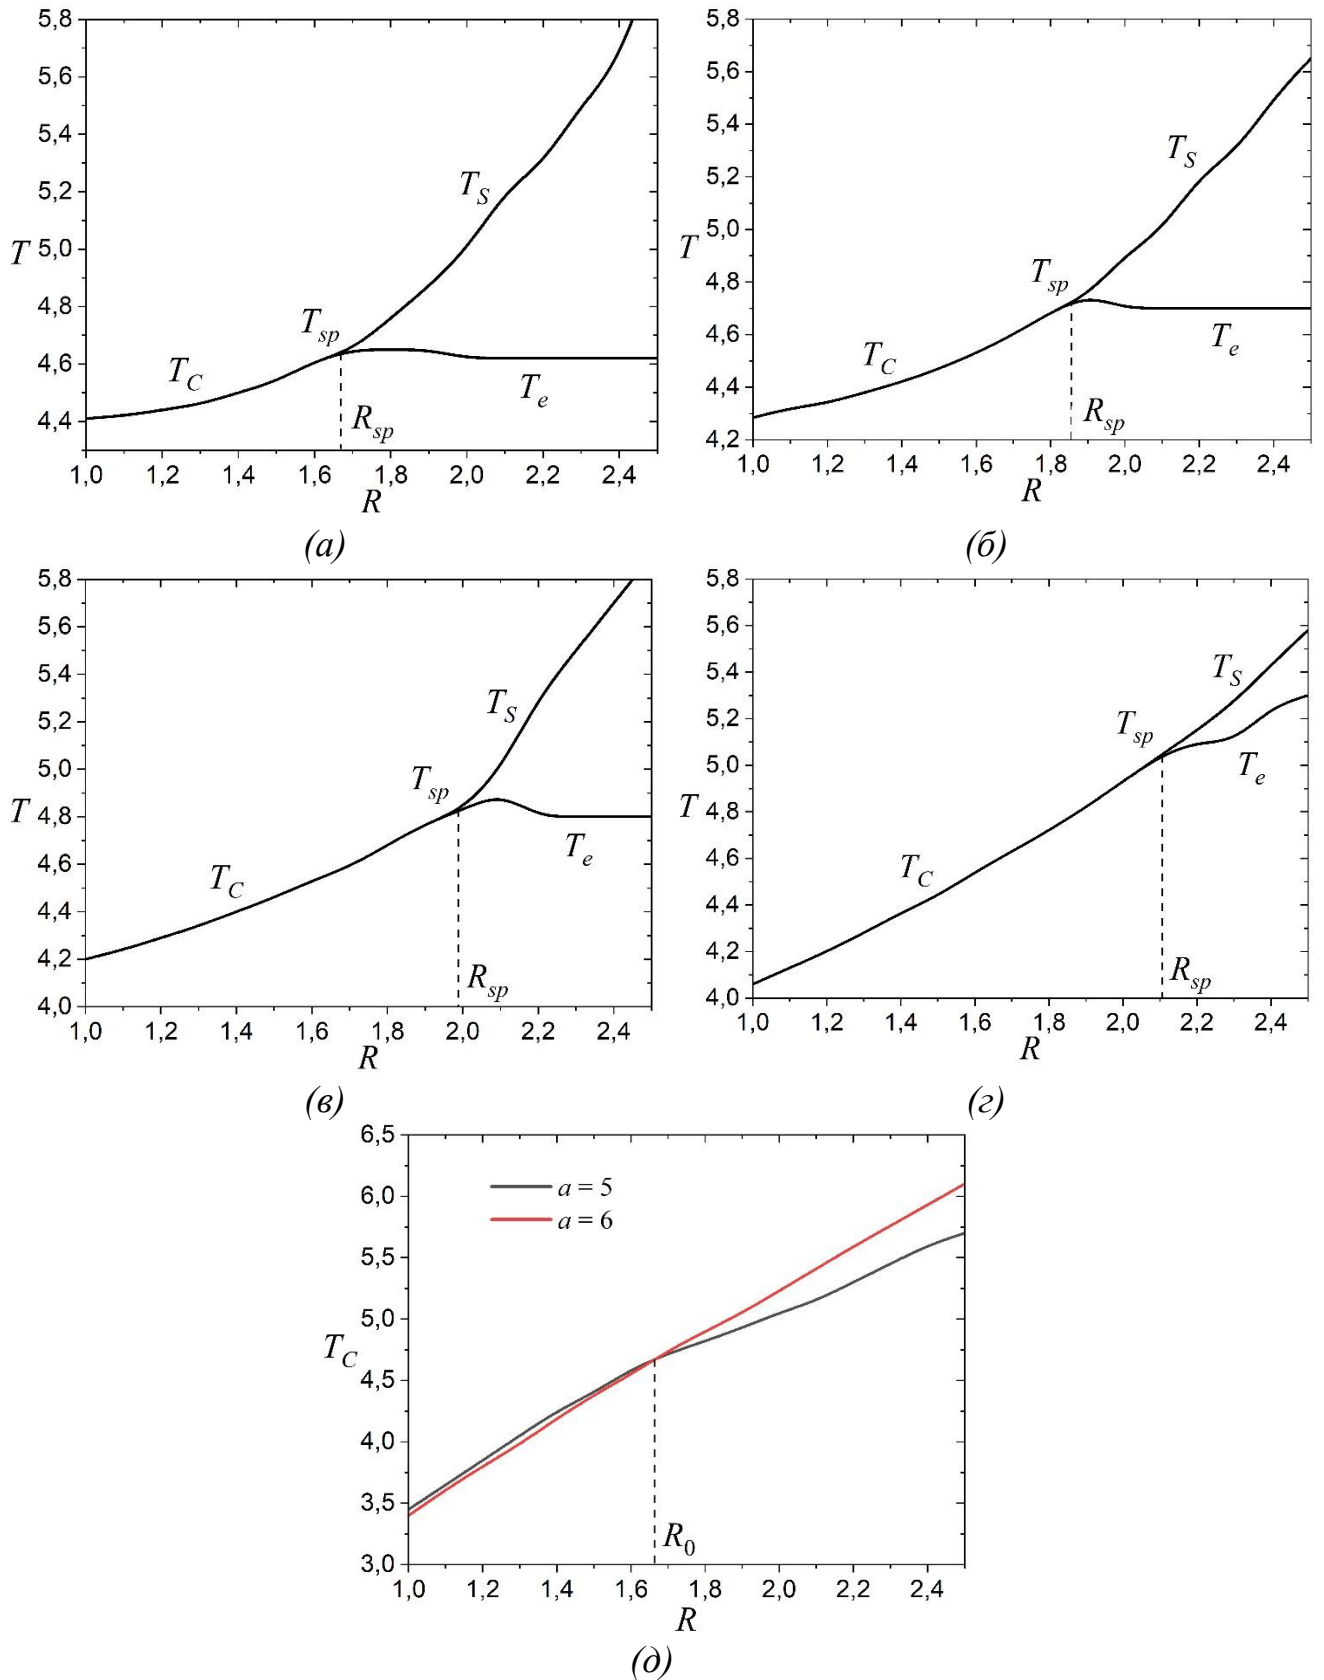 5,8
5,6
5,4
5,2
5,0
4,8
4,6
4,4
T
T_S
T_sp
T_C
T_e
R_sp
1,0 1,2 1,4 1,6 1,8 2,0 2,2 2,4
R
(а)
5,8
5,6
5,4
5,2
5,0
4,8
4,6
4,4
4,2
T
T_S
T_sp
T_C
T_e
R_sp
1,0 1,2 1,4 1,6 1,8 2,0 2,2 2,4
R
(б)
5,8
5,6
5,4
5,2
5,0
4,8
4,6
4,4
4,2
4,0
T
T_S
T_sp
T_e
T_C
R_sp
1,0 1,2 1,4 1,6 1,8 2,0 2,2 2,4
R
(в)
5,8
5,6
5,4
5,2
5,0
4,8
4,6
4,4
4,2
4,0
T
T_S
T_sp
T_e
T_C
R_sp
1,0 1,2 1,4 1,6 1,8 2,0 2,2 2,4
R
(г)
6,5
6,0
5,5
5,0
4,5
4,0
3,5
3,0
T_C
a = 5
a = 6
R_0
1,0 1,2 1,4 1,6 1,8 2,0 2,2 2,4
R
(д)